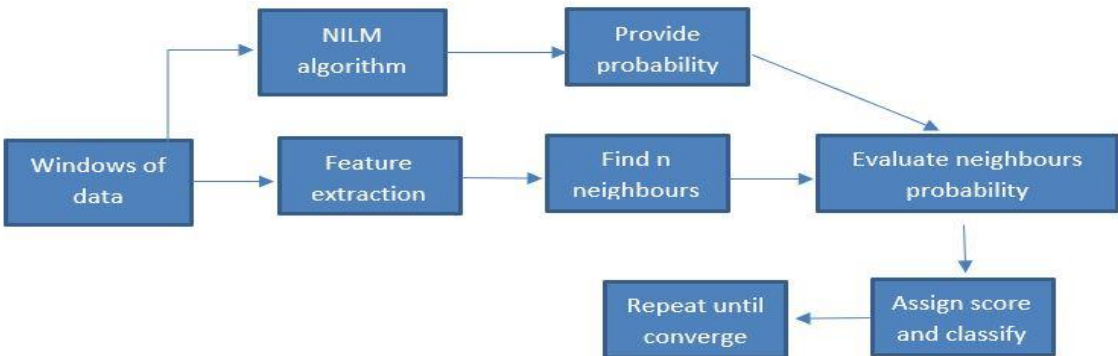 NILM
algorithm
Provide
probability
Windows of
data
Feature
extraction
Find n
neighbours
Evaluate neighbours
probability
Repeat until
converge
Assign score
and classify